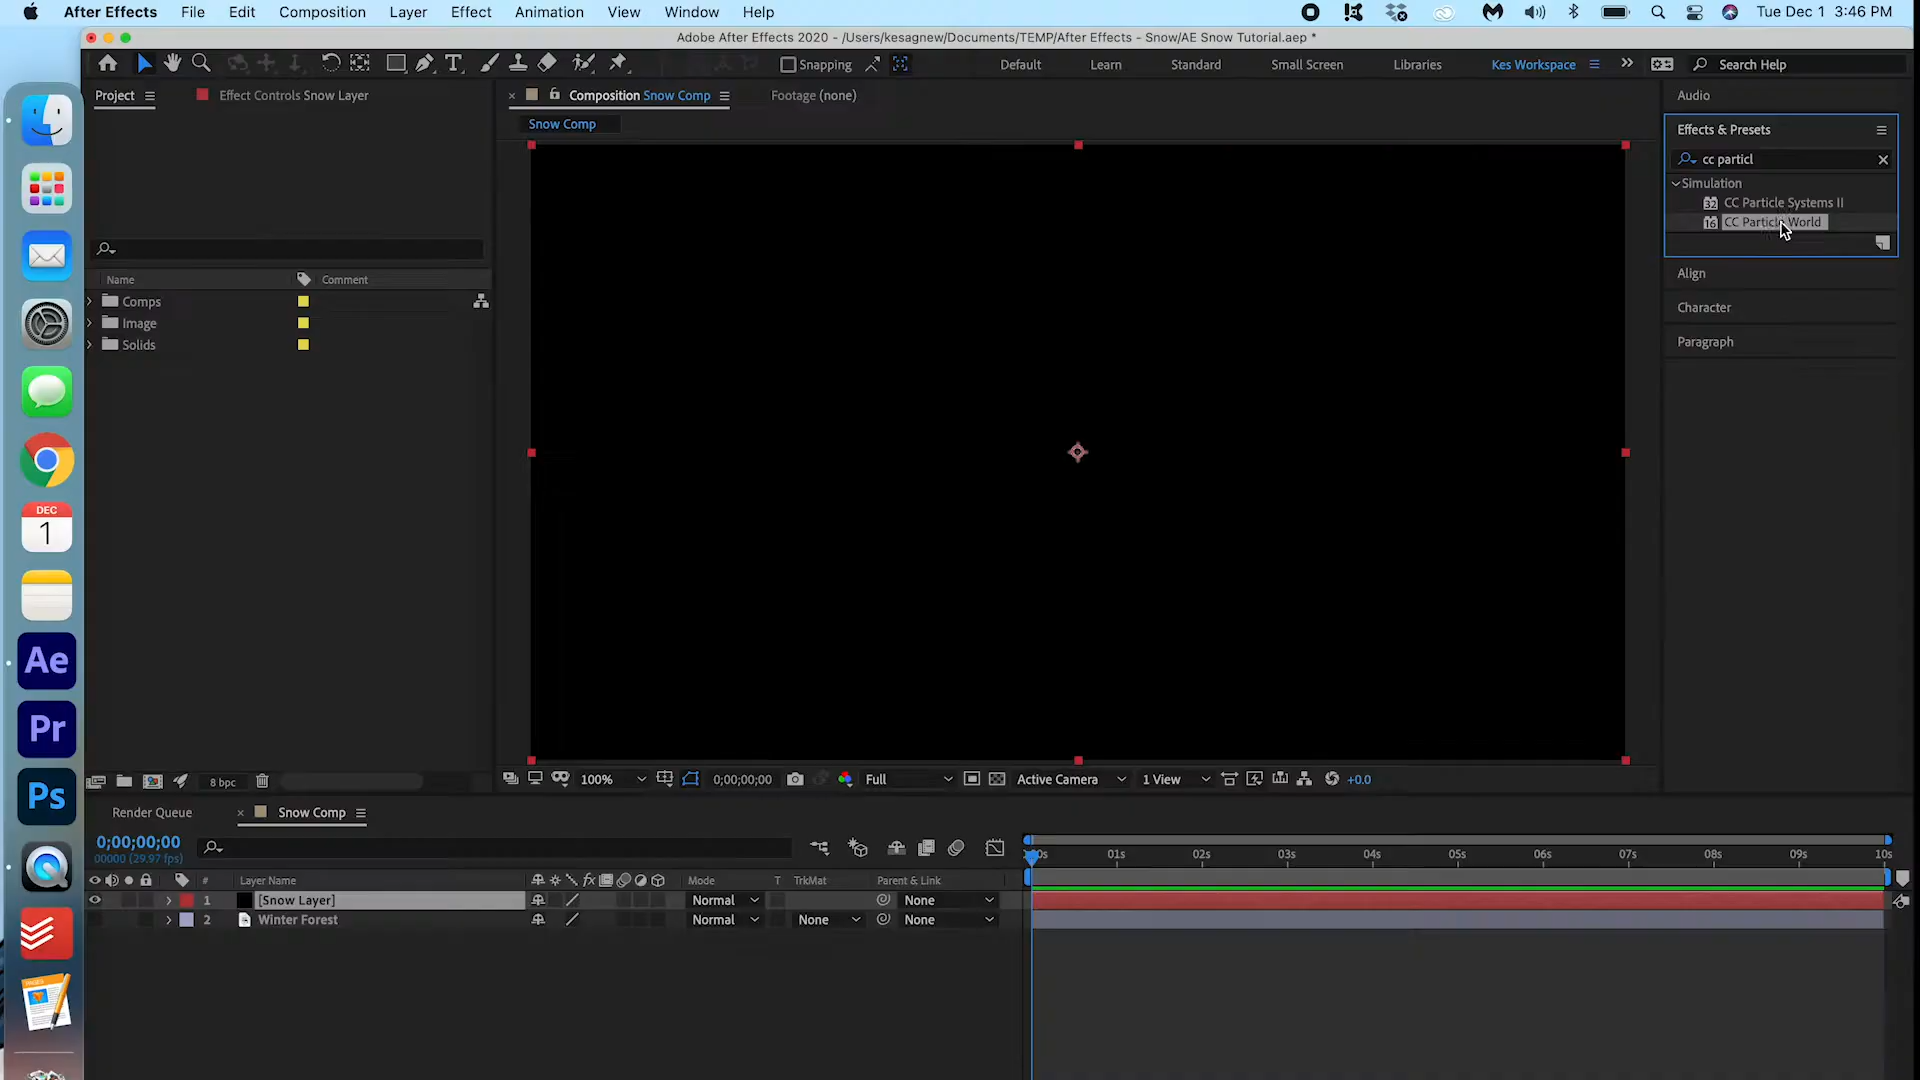 After Effects File Edit Composition Layer Effect Animation View Window Help Tue Dec 1 3:46 PM
Adobe After Effects 2020 - /Users/kesagnew/Documents/TEMP/After Effects - Snow/AE Snow Tutorial.aep *
Snapping Default Learn Standard Small Screen Libraries Kes Workspace Search Help
Project Effect Controls Snow Layer Composition Snow Comp Footage (none) Audio
Snow Comp
Effects & Presets
cc particl
Simulation
32 CC Particle Systems II
16 CC Particle World
Align
Character
Paragraph
Name Comment
Comps
Image
Solids
DEC
1
Ae
Pr
Ps
8 bpc 100% 0;00;00;00 Full Active Camera 1 View +0.0
Render Queue Snow Comp
0;00;00;00
00000 (29.97 fps)
01s 02s 03s 04s 05s 06s 07s 08s 09s 10s
# Layer Name fx Mode T TrkMat Parent & Link
1 [Snow Layer] Normal None
2 Winter Forest Normal None None